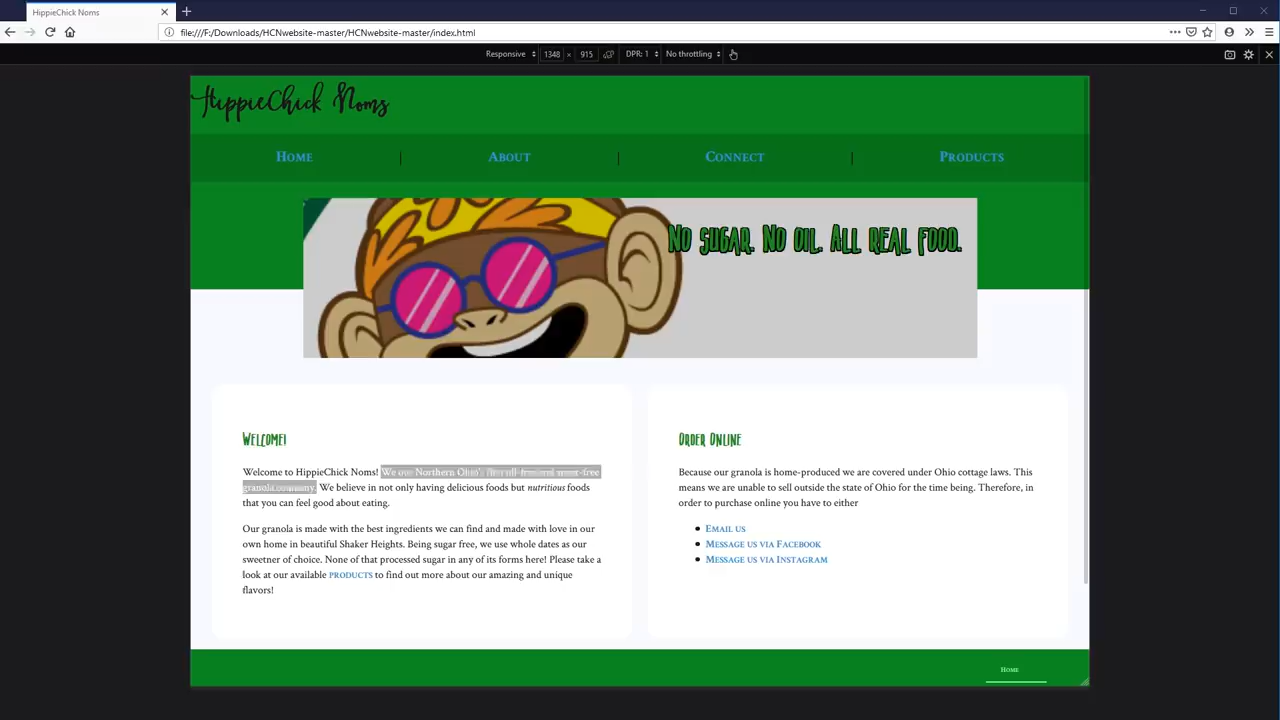 HippieChick Noms
file:///F:/Downloads/HCNwebsite-master/HCNwebsite-master/index.html
Responsive 1348 × 915 DPR: 1 No throttling
HippieChick Noms
Home About Connect Products
No sugar. No oil. All real food.
Welcome!
Welcome to HippieChick Noms! We are Northern Ohio's first all-natural sugar-free
granola company. We believe in not only having delicious foods but nutritious foods
that you can feel good about eating.
Our granola is made with the best ingredients we can find and made with love in our
own home in beautiful Shaker Heights. Being sugar free, we use whole dates as our
sweetner of choice. None of that processed sugar in any of its forms here! Please take a
look at our available products to find out more about our amazing and unique
flavors!
Order Online
Because our granola is home-produced we are covered under Ohio cottage laws. This
means we are unable to sell outside the state of Ohio for the time being. Therefore, in
order to purchase online you have to either
Email us
Message us via Facebook
Message us via Instagram
Home